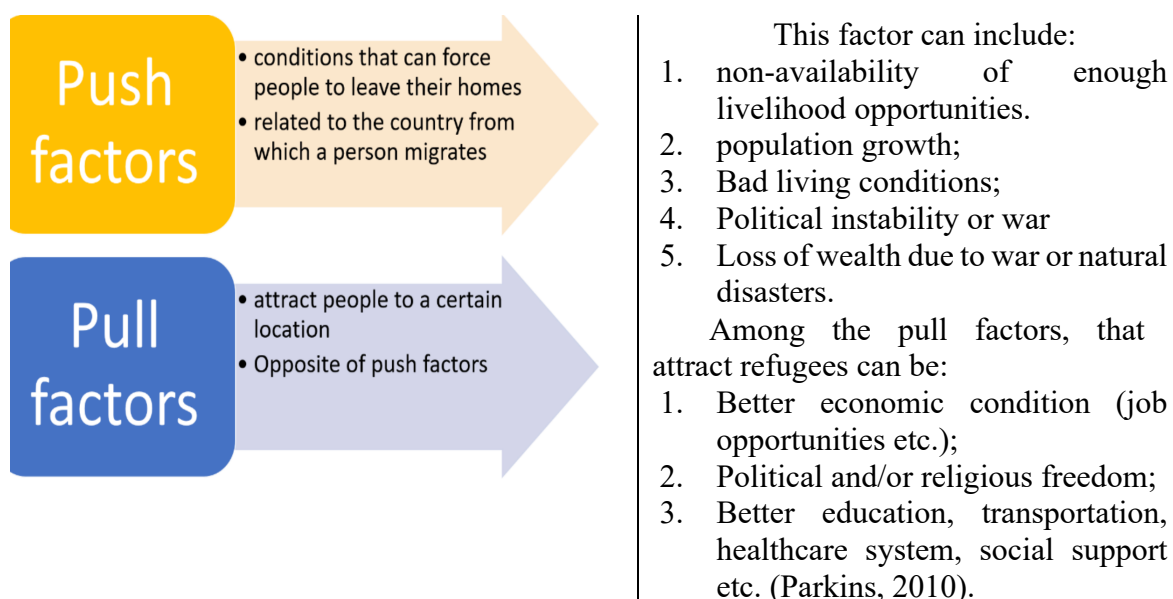 Push
factors
• conditions that can force
people to leave their homes
• related to the country from
which a person migrates
Pull
factors
• attract people to a certain
location
• Opposite of push factors
This factor can include:
1. non-availability of enough
livelihood opportunities.
2. population growth;
3. Bad living conditions;
4. Political instability or war
5. Loss of wealth due to war or natural
disasters.
Among the pull factors, that
attract refugees can be:
1. Better economic condition (job
opportunities etc.);
2. Political and/or religious freedom;
3. Better education, transportation,
healthcare system, social support
etc. (Parkins, 2010).